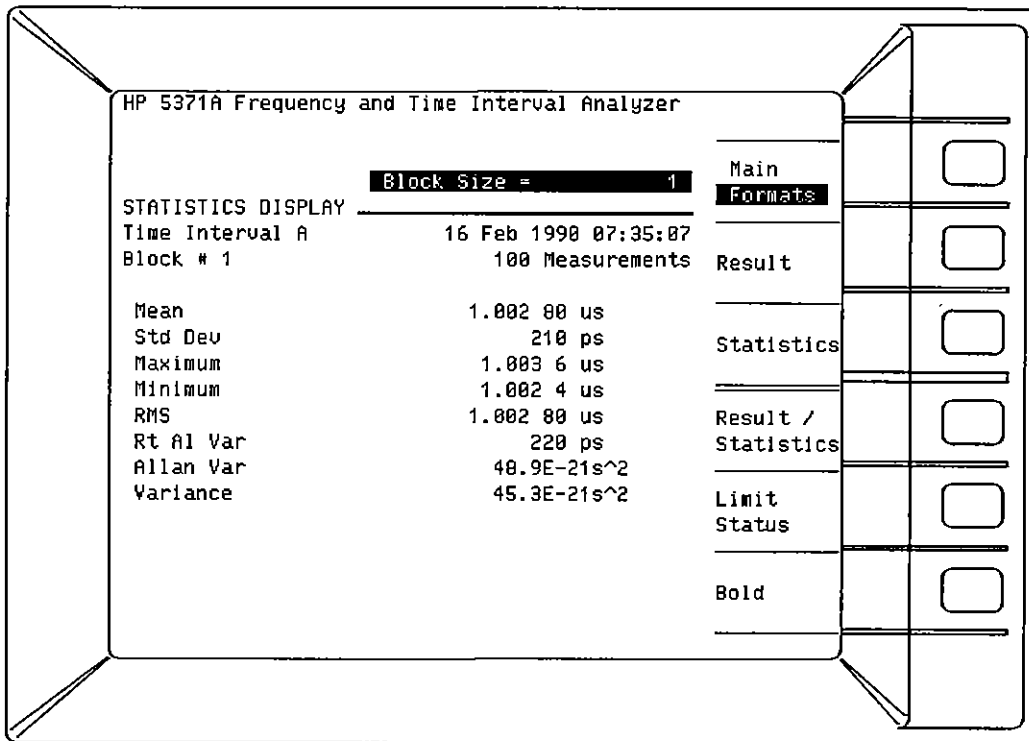 HP 5371A Frequency and Time Interval Analyzer
Block Size = 1
STATISTICS DISPLAY
Time Interval A 16 Feb 1990 07:35:07
Block # 1 100 Measurements
Mean 1.002 80 us
Std Dev 210 ps
Maximum 1.003 6 us
Minimum 1.002 4 us
RMS 1.002 80 us
Rt Al Var 220 ps
Allan Var 48.9E-21s^2
Variance 45.3E-21s^2
Main
Formats
Result
Statistics
Result /
Statistics
Limit
Status
Bold